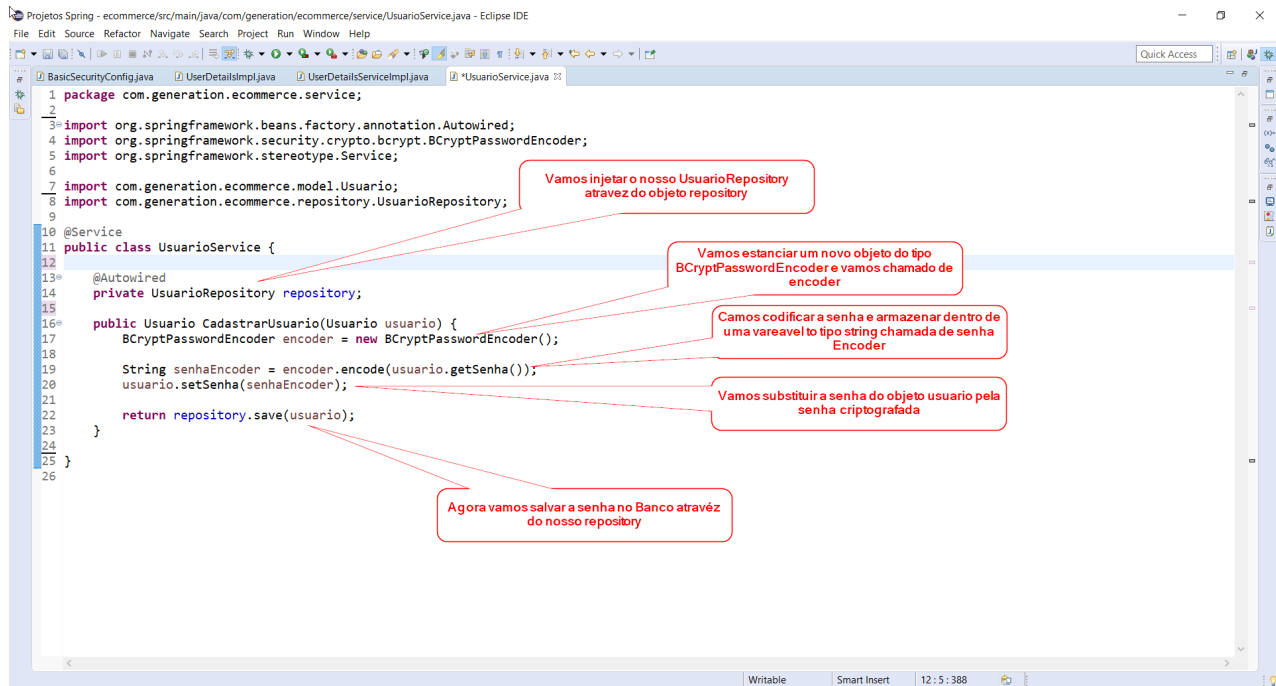 Projetos Spring - ecommerce/src/main/java/com/generation/ecommerce/service/UsuarioService.java - Eclipse IDE
File Edit Source Refactor Navigate Search Project Run Window Help
Quick Access
BasicSecurityConfig.java UserDetailsImpl.java UserDetailsServiceImpl.java *UsuarioService.java
1 package com.generation.ecommerce.service;
2
3 import org.springframework.beans.factory.annotation.Autowired;
4 import org.springframework.security.crypto.bcrypt.BCryptPasswordEncoder;
5 import org.springframework.stereotype.Service;
6
7 import com.generation.ecommerce.model.Usuario;
8 import com.generation.ecommerce.repository.UsuarioRepository;
9
10 @Service
11 public class UsuarioService {
12
13 @Autowired
14 private UsuarioRepository repository;
15
16 public Usuario CadastrarUsuario(Usuario usuario) {
17 BCryptPasswordEncoder encoder = new BCryptPasswordEncoder();
18
19 String senhaEncoder = encoder.encode(usuario.getSenha());
20 usuario.setSenha(senhaEncoder);
21
22 return repository.save(usuario);
23 }
24
25 }
26
Vamos injetar o nosso UsuarioRepository
atravez do objeto repository
Vamos estanciar um novo objeto do tipo
BCryptPasswordEncoder e vamos chamado de
encoder
Camos codificar a senha e armazenar dentro de
uma vareavel to tipo string chamada de senha
Encoder
Vamos substituir a senha do objeto usuario pela
senha criptografada
Agora vamos salvar a senha no Banco atravéz
do nosso repository
Writable Smart Insert 12 : 5 : 388